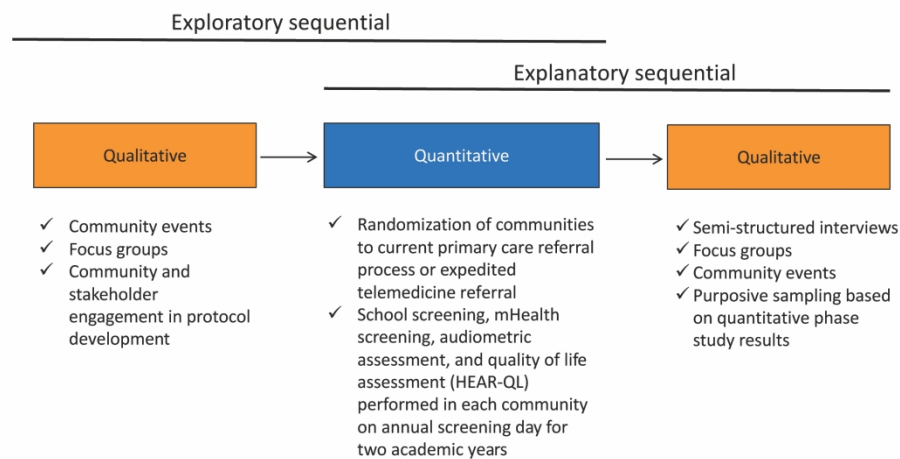 Exploratory sequential
Explanatory sequential
Qualitative
Quantitative
Qualitative
✓ Community events
✓ Focus groups
✓ Community and
stakeholder
engagement in protocol
development
✓ Randomization of communities
to current primary care referral
process or expedited
telemedicine referral
✓ School screening, mHealth
screening, audiometric
assessment, and quality of life
assessment (HEAR-QL)
performed in each community
on annual screening day for
two academic years
✓ Semi-structured interviews
✓ Focus groups
✓ Community events
✓ Purposive sampling based
on quantitative phase
study results